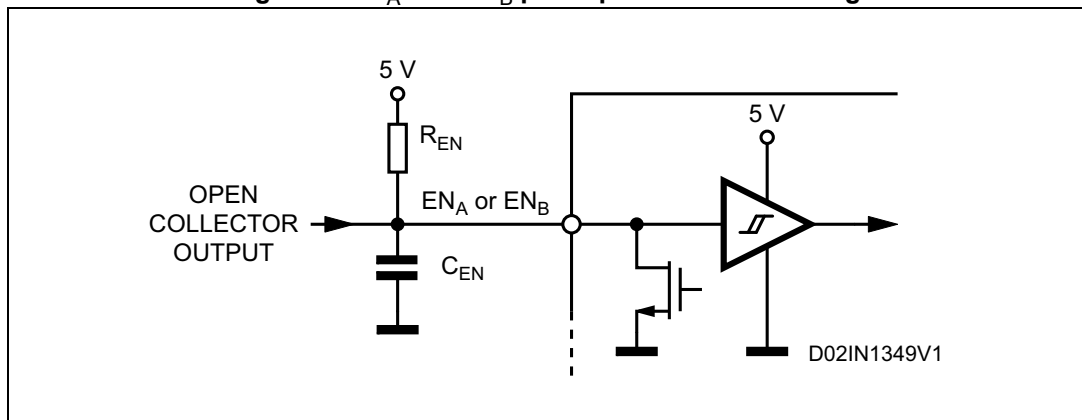 5 V
R_EN
5 V
OPEN
COLLECTOR
OUTPUT
EN_A or EN_B
C_EN
D02IN1349V1